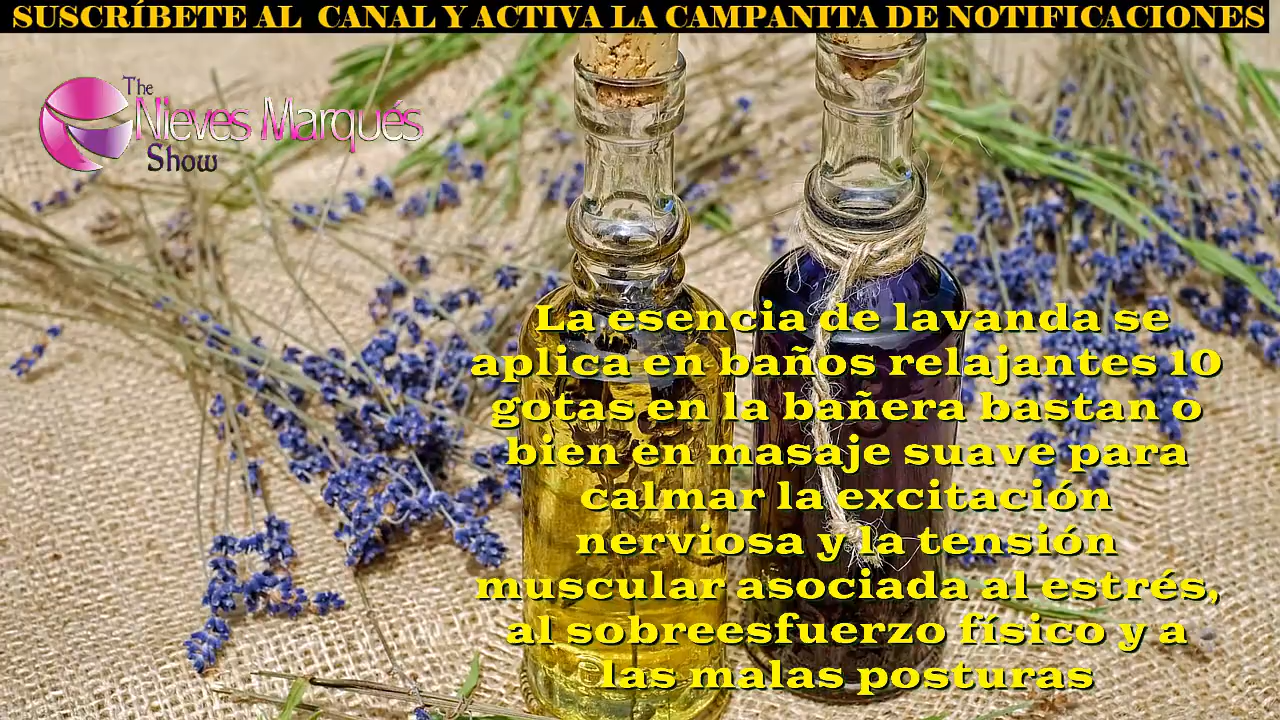 SUSCRÍBETE AL CANAL Y ACTIVA LA CAMPANITA DE NOTIFICACIONES
The
Nieves Marqués
Show
La esencia de lavanda se
aplica en baños relajantes 10
gotas en la bañera bastan o
bien en masaje suave para
calmar la excitación
nerviosa y la tensión
muscular asociada al estrés,
al sobreesfuerzo físico y a
las malas posturas